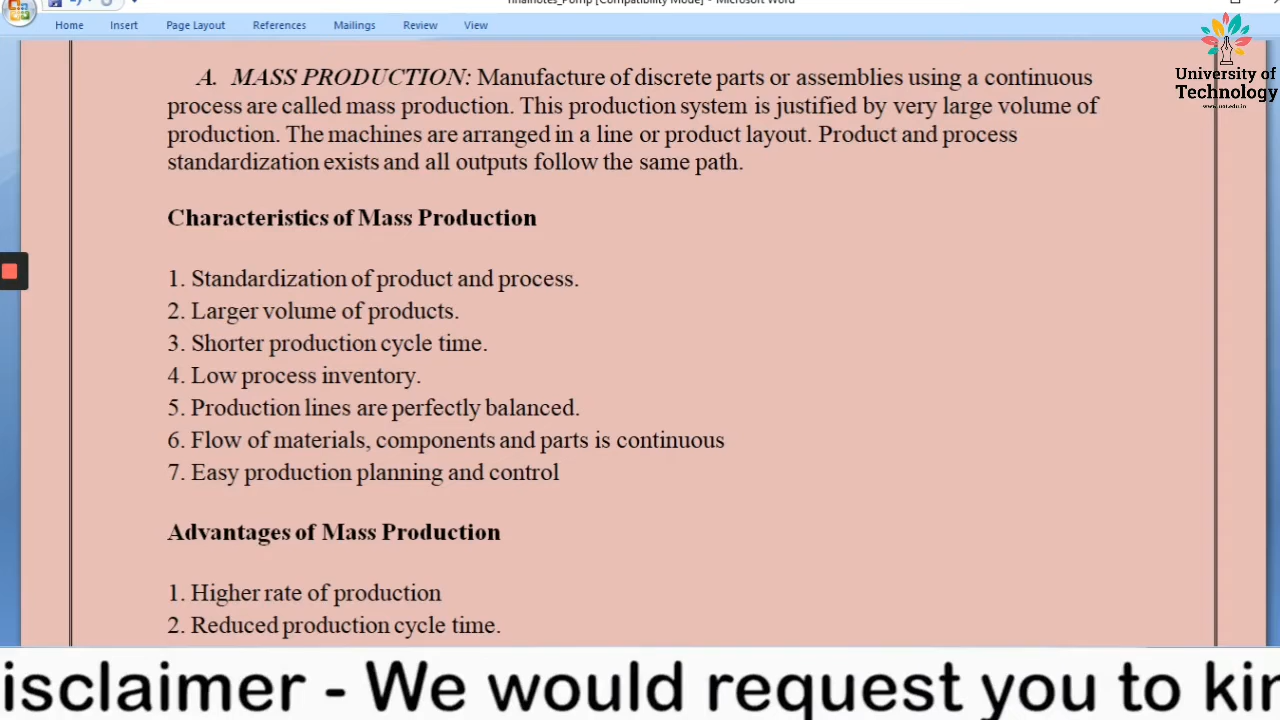 finalnotes_Pomp [Compatibility Mode] - Microsoft Word
Home Insert Page Layout References Mailings Review View
University of
Technology
A. MASS PRODUCTION: Manufacture of discrete parts or assemblies using a continuous
process are called mass production. This production system is justified by very large volume of
production. The machines are arranged in a line or product layout. Product and process
standardization exists and all outputs follow the same path.
Characteristics of Mass Production
1. Standardization of product and process.
2. Larger volume of products.
3. Shorter production cycle time.
4. Low process inventory.
5. Production lines are perfectly balanced.
6. Flow of materials, components and parts is continuous
7. Easy production planning and control
Advantages of Mass Production
1. Higher rate of production
2. Reduced production cycle time.
isclaimer - We would request you to kin